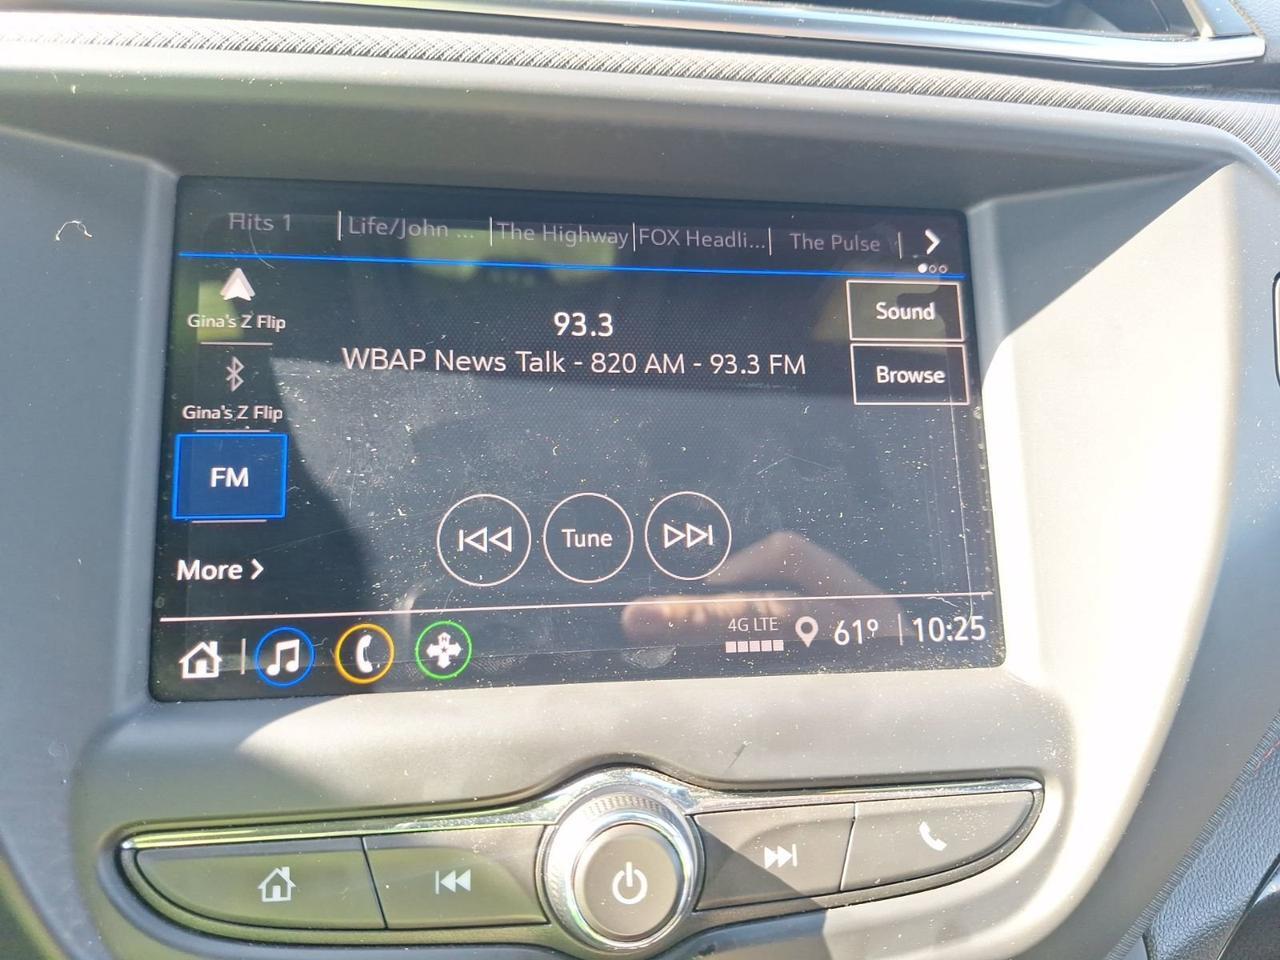 Hits 1
Life/John ...
The Highway
FOX Headli...
The Pulse
Gina's Z Flip
93.3
Sound
WBAP News Talk - 820 AM - 93.3 FM
Browse
Gina's Z Flip
FM
Tune
More
4G LTE
61°
10:25